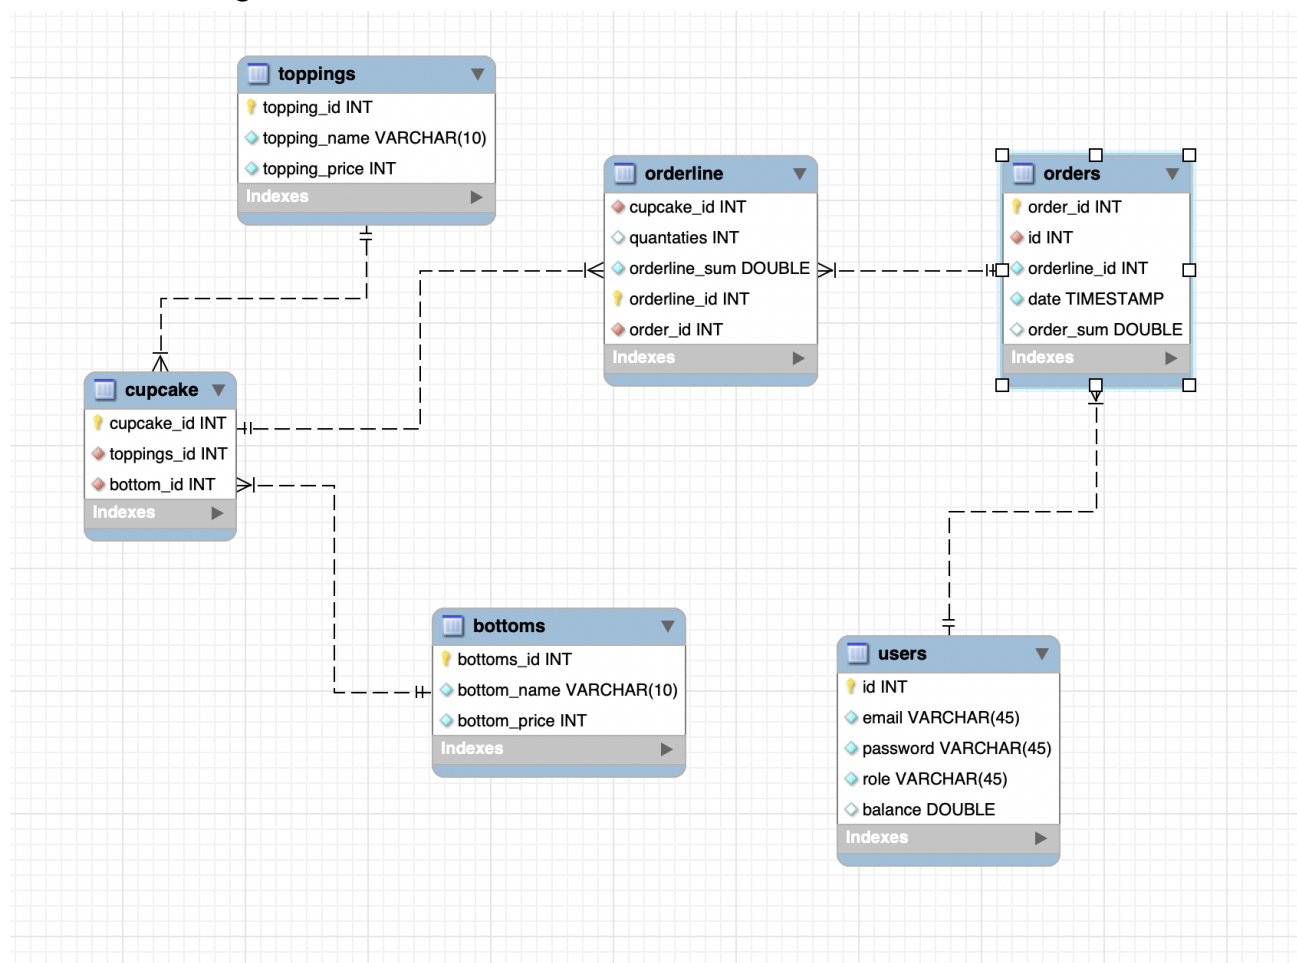 toppings
topping_id INT
topping_name VARCHAR(10)
topping_price INT
Indexes
orderline
cupcake_id INT
quantaties INT
orderline_sum DOUBLE
orderline_id INT
order_id INT
Indexes
orders
order_id INT
id INT
orderline_id INT
date TIMESTAMP
order_sum DOUBLE
Indexes
cupcake
cupcake_id INT
toppings_id INT
bottom_id INT
Indexes
bottoms
bottoms_id INT
bottom_name VARCHAR(10)
bottom_price INT
Indexes
users
id INT
email VARCHAR(45)
password VARCHAR(45)
role VARCHAR(45)
balance DOUBLE
Indexes